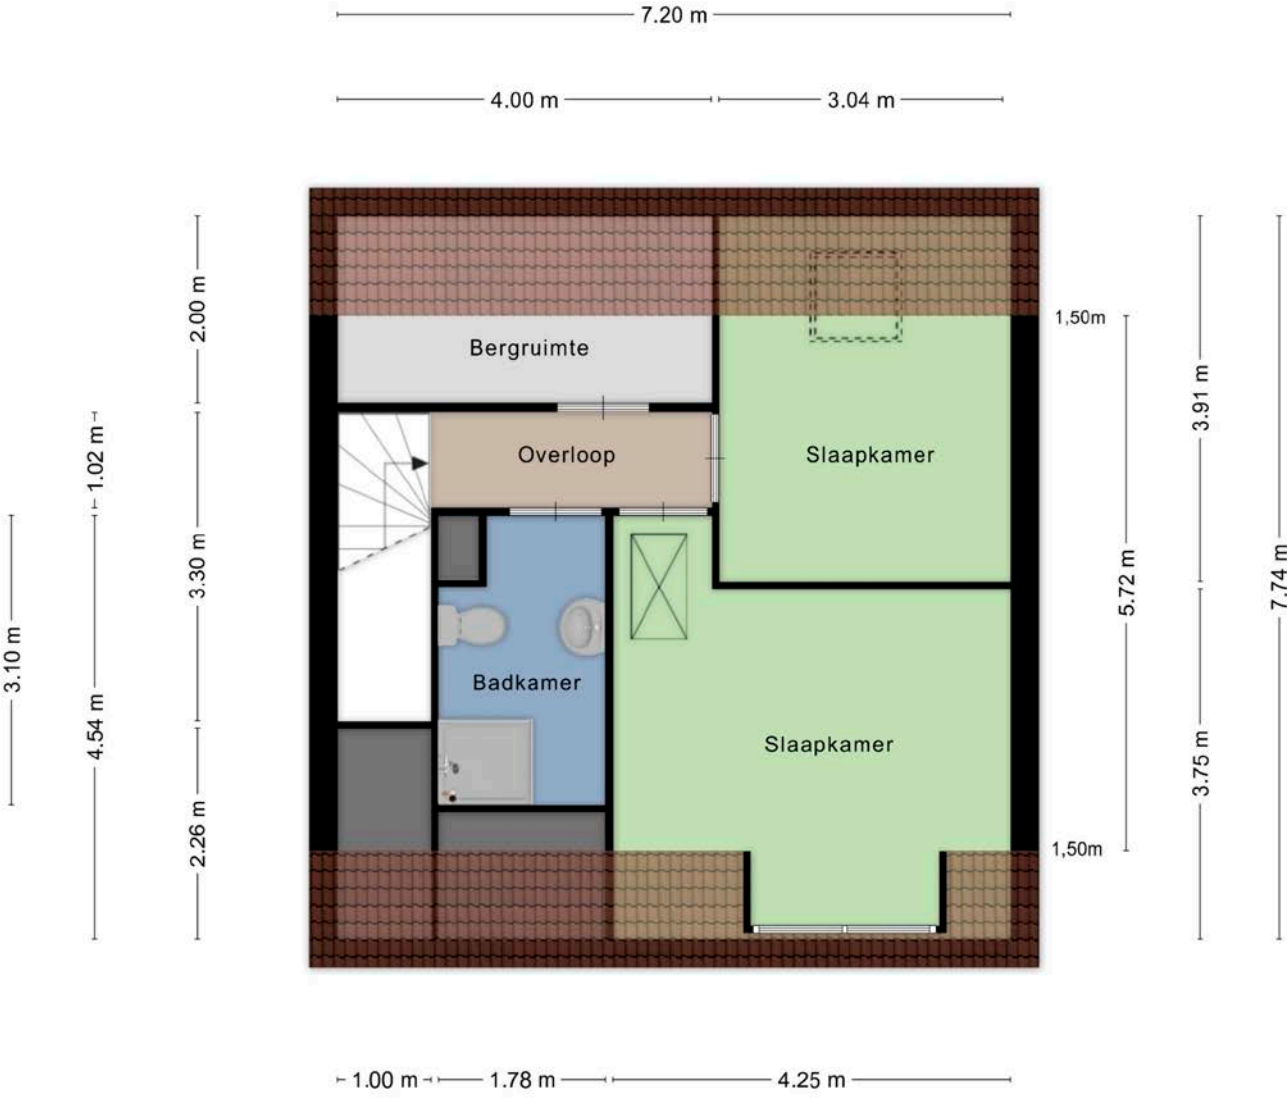 7.20 m
4.00 m
3.04 m
2.00 m
1,50m
Bergruimte
3.91 m
1.02 m
Overloop
Slaapkamer
3.30 m
5.72 m
7.74 m
3.10 m
4.54 m
Badkamer
Slaapkamer
3.75 m
2.26 m
1,50m
1.00 m
1.78 m
4.25 m